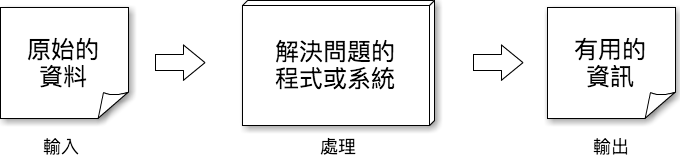 原始的
資料
解決問題的
程式或系統
有用的
資訊
輸入
處理
輸出